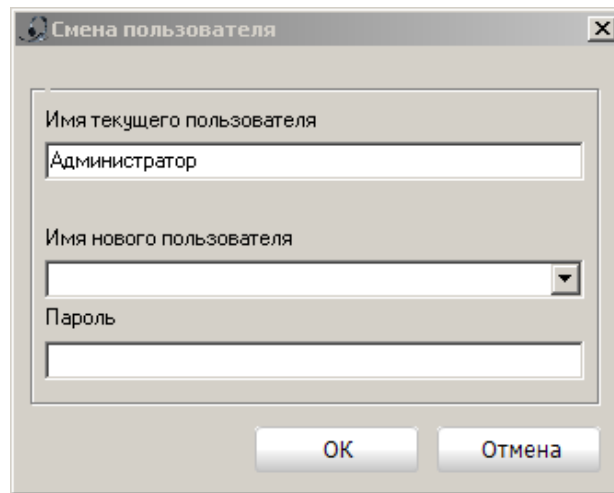 Смена пользователя
Имя текущего пользователя
Администратор
Имя нового пользователя
Пароль
ОК
Отмена